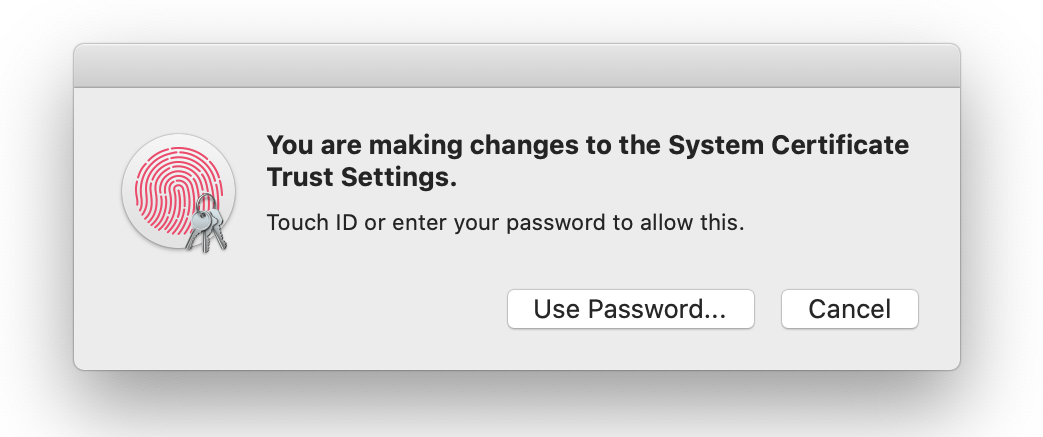 You are making changes to the System Certificate
Trust Settings.
Touch ID or enter your password to allow this.
Use Password...
Cancel